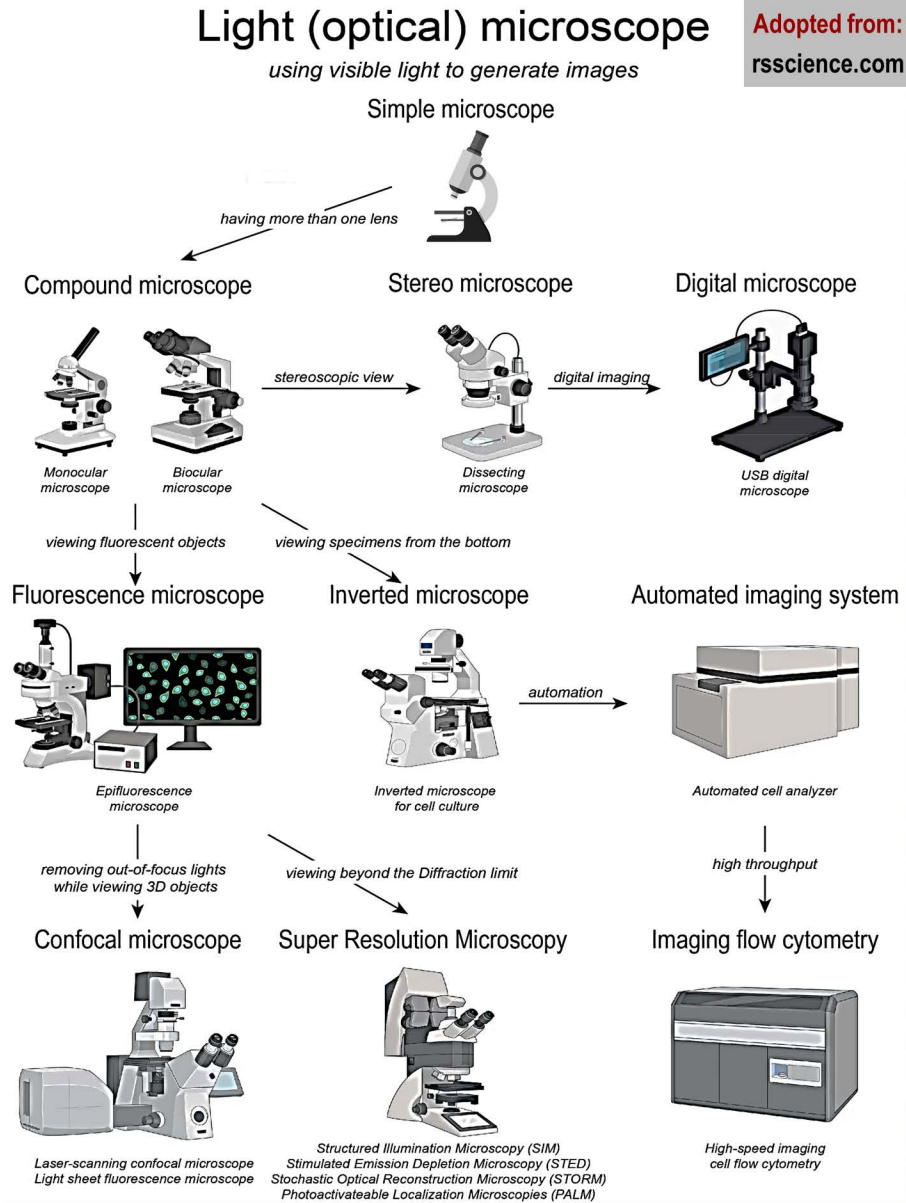 Light (optical) microscope
Adopted from:
rsscience.com
using visible light to generate images
Simple microscope
having more than one lens
Compound microscope
Stereo microscope
Digital microscope
stereoscopic view
digital imaging
Monocular
microscope
Biocular
microscope
Dissecting
microscope
USB digital
microscope
viewing fluorescent objects
viewing specimens from the bottom
Fluorescence microscope
Inverted microscope
Automated imaging system
automation
Epifluorescence
microscope
Inverted microscope
for cell culture
Automated cell analyzer
removing out-of-focus lights
while viewing 3D objects
viewing beyond the Diffraction limit
high throughput
Confocal microscope
Super Resolution Microscopy
Imaging flow cytometry
Laser-scanning confocal microscope
Light sheet fluorescence microscope
Structured Illumination Microscopy (SIM)
Stimulated Emission Depletion Microscopy (STED)
Stochastic Optical Reconstruction Microscopy (STORM)
Photoactivateable Localization Microscopies (PALM)
High-speed imaging
cell flow cytometry